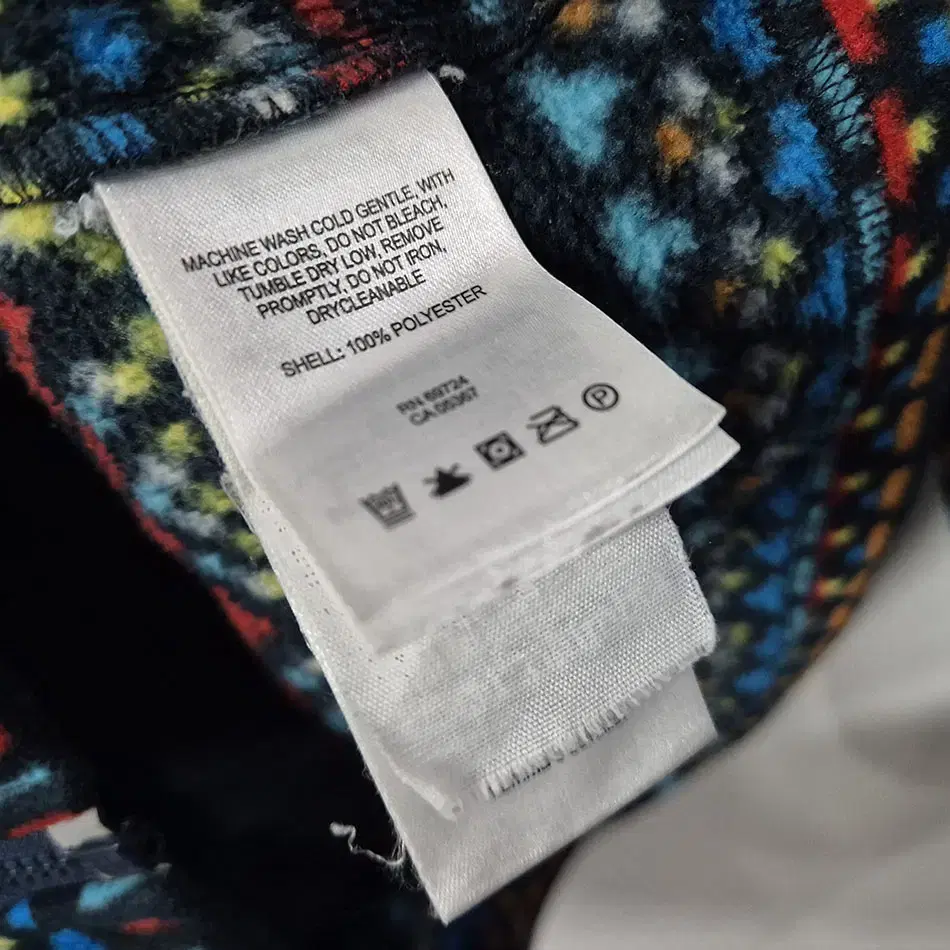 MACHINE WASH COLD GENTLE, WITH
LIKE COLORS, DO NOT BLEACH,
TUMBLE DRY LOW, REMOVE
PROMPTLY, DO NOT IRON,
DRYCLEANABLE
SHELL: 100% POLYESTER
RN 69724
CA 05367
P